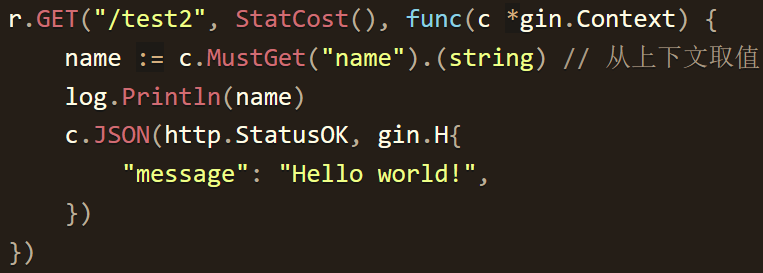 r.GET("/test2", StatCost(), func(c *gin.Context) {
    name := c.MustGet("name").(string) // 从上下文取值
    log.Println(name)
    c.JSON(http.StatusOK, gin.H{
        "message": "Hello world!",
    })
})